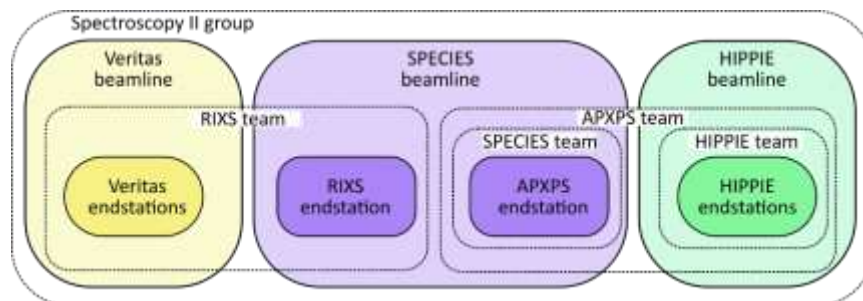 Spectroscopy II group
Veritas
beamline
SPECIES
beamline
HIPPIE
beamline
RIXS team
APXPS team
SPECIES team
HIPPIE team
Veritas
endstations
RIXS
endstation
APXPS
endstation
HIPPIE
endstations